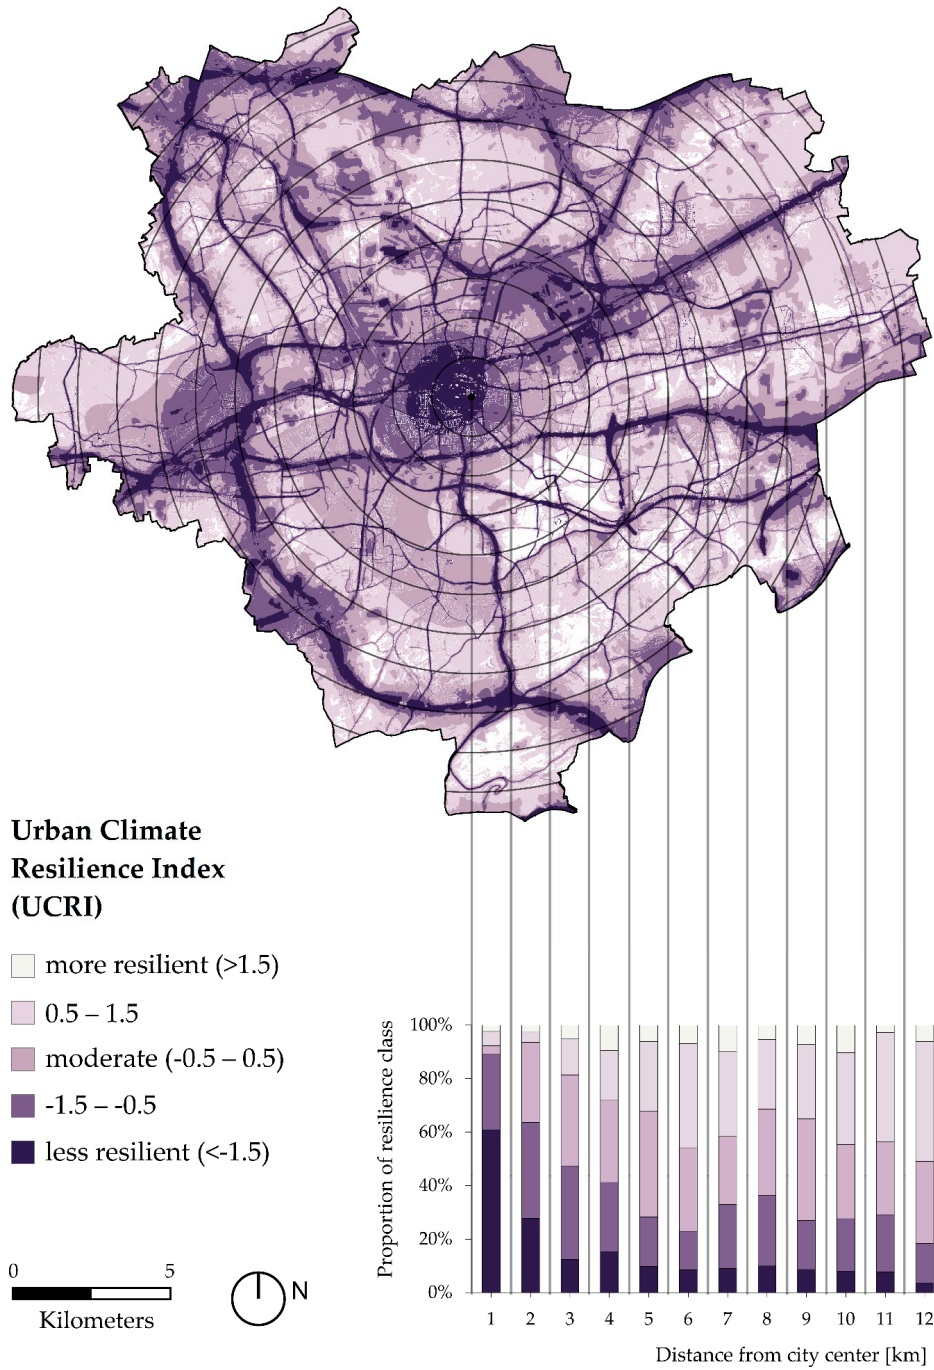 Urban Climate
Resilience Index
(UCRI)
more resilient (>1.5)
0.5 – 1.5
moderate (-0.5 – 0.5)
-1.5 – -0.5
less resilient (<-1.5)
0 5
Kilometers
N
Proportion of resilience class
100%
80%
60%
40%
20%
0%
1 2 3 4 5 6 7 8 9 10 11 12
Distance from city center [km]